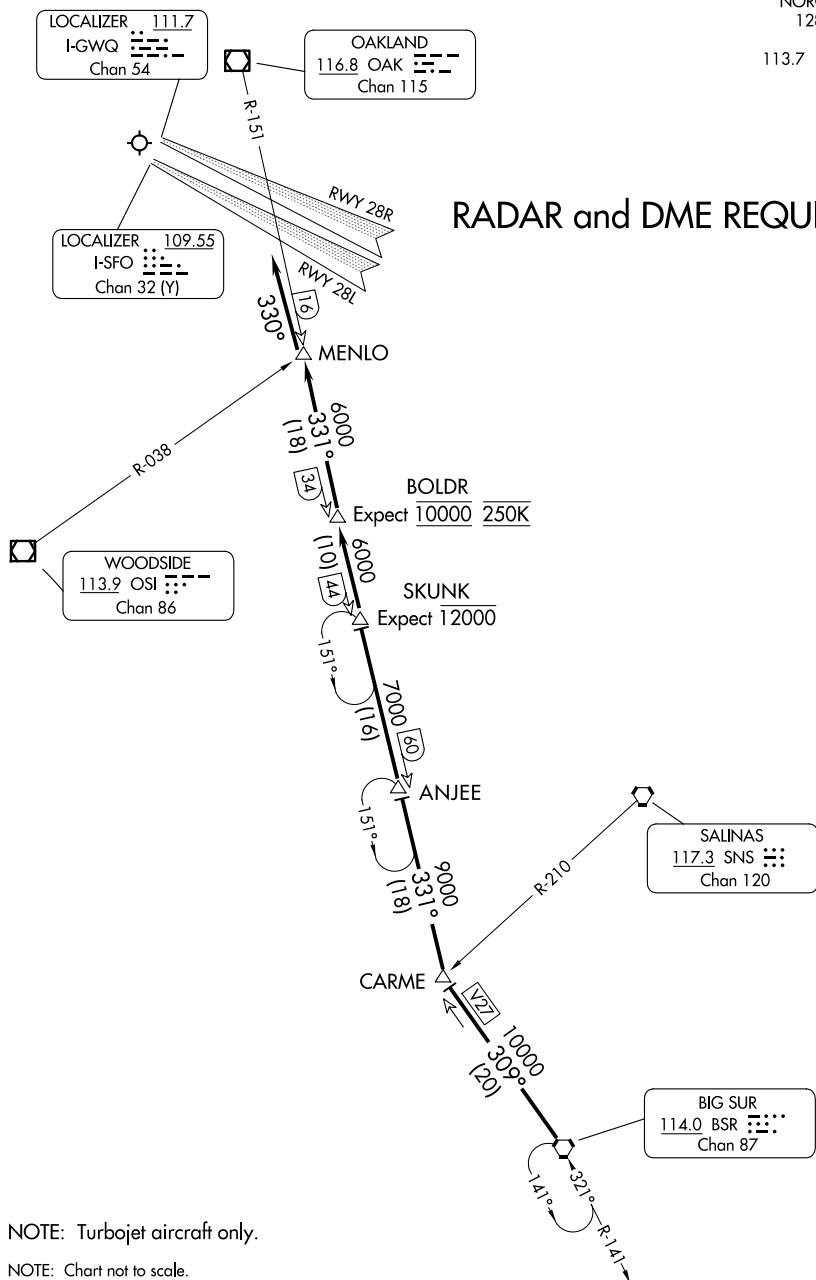 NOR
128
113.7
LOCALIZER 111.7
I-GWQ
Chan 54
OAKLAND
116.8 OAK
Chan 115
R-151
RWY 28R
RADAR and DME REQU
LOCALIZER 109.55
I-SFO
Chan 32 (Y)
RWY 28L
16
330°
MENLO
6000
331°
(18)
R-038
34
BOLDR
Expect 10000 250K
6000
(10)
WOODSIDE
113.9 OSI
Chan 86
44
SKUNK
Expect 12000
151°
7000
(16)
60
ANJEE
151°
9000
331°
(18)
SALINAS
117.3 SNS
Chan 120
R-210
CARME
V27
10000
309°
(20)
BIG SUR
114.0 BSR
Chan 87
141°
321°
R-141
NOTE: Turbojet aircraft only.
NOTE: Chart not to scale.